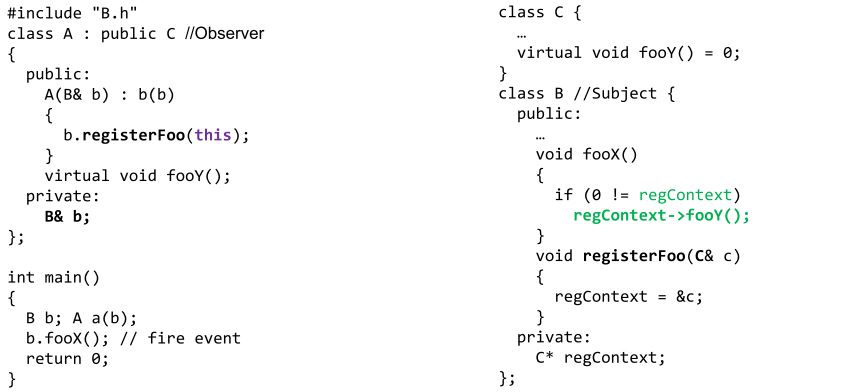 #include "B.h"
class A : public C //Observer
{
  public:
    A(B& b) : b(b)
    {
      b.registerFoo(this);
    }
    virtual void fooY();
  private:
    B& b;
};

int main()
{
  B b; A a(b);
  b.fooX(); // fire event
  return 0;
}
class C {
  …
  virtual void fooY() = 0;
}
class B //Subject {
  public:
    …
    void fooX()
    {
      if (0 != regContext)
        regContext->fooY();
    }
    void registerFoo(C& c)
    {
      regContext = &c;
    }
  private:
    C* regContext;
};